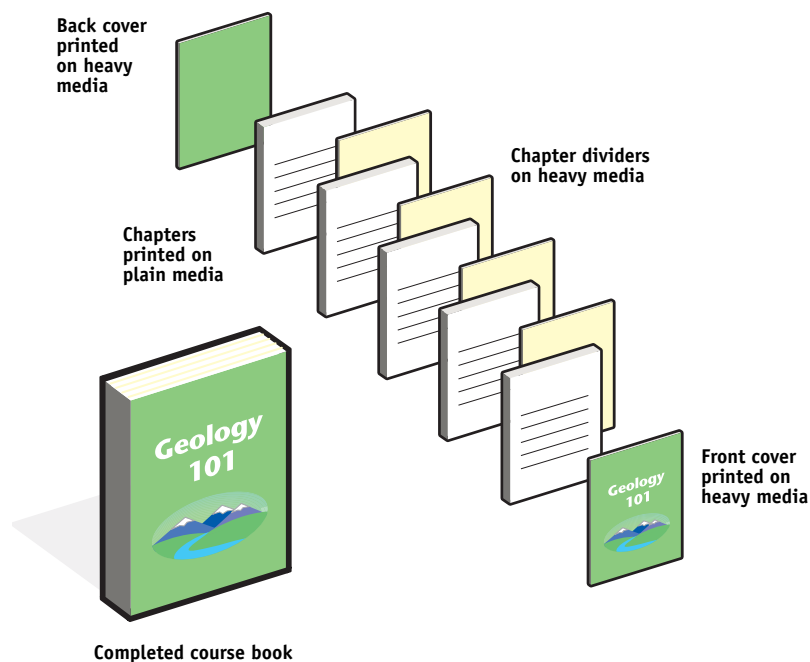 Back cover
printed
on heavy
media
Chapter dividers
on heavy media
Chapters
printed on
plain media
Geology
101
Front cover
printed on
heavy media
Geology
101
Completed course book